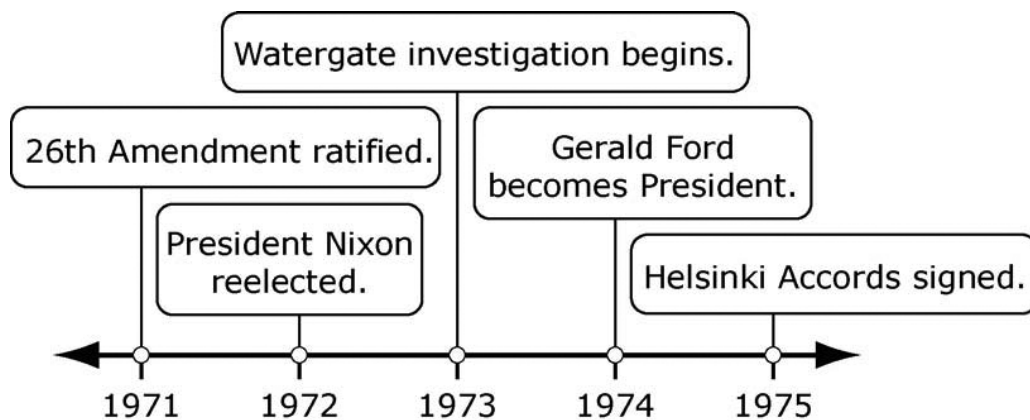 Watergate investigation begins.
26th Amendment ratified.
Gerald Ford
becomes President.
President Nixon
reelected.
Helsinki Accords signed.
1971 1972 1973 1974 1975